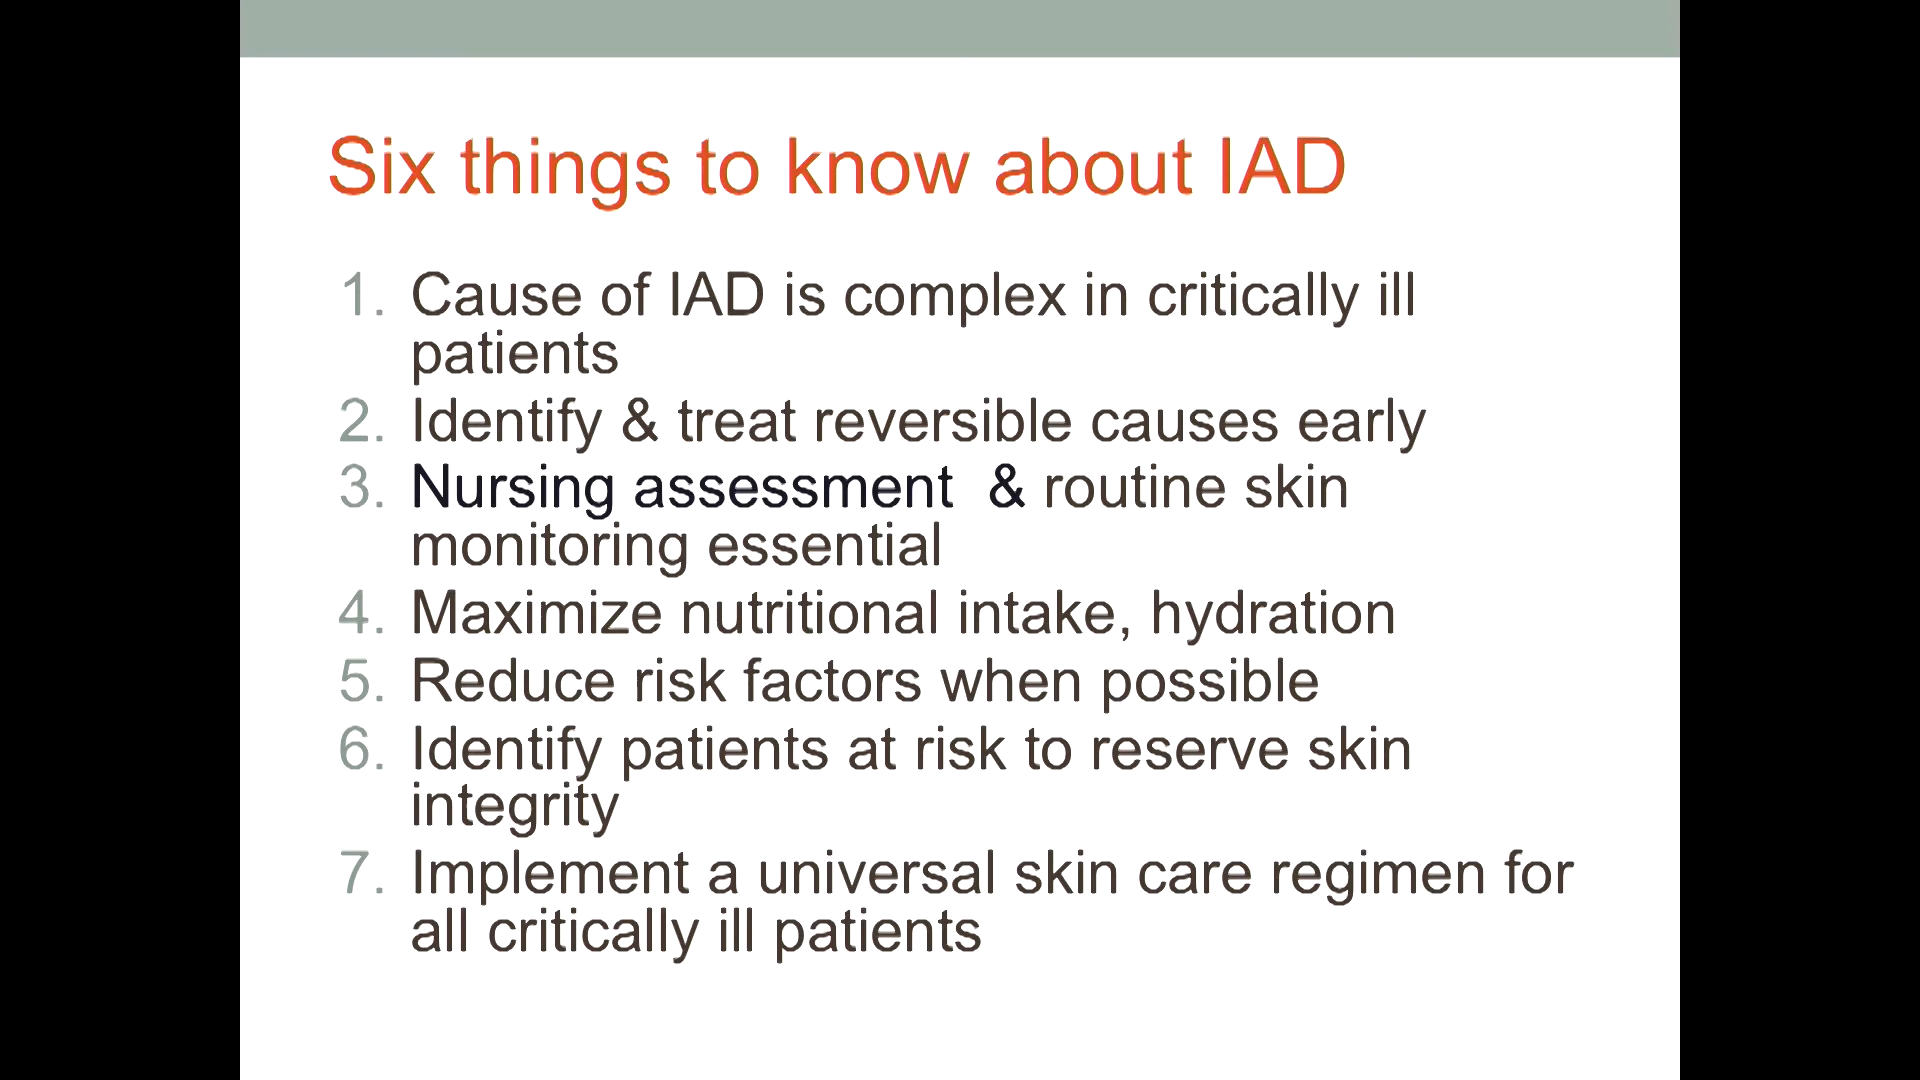 Six things to know about IAD
1. Cause of IAD is complex in critically ill
patients
2. Identify & treat reversible causes early
3. Nursing assessment  & routine skin
monitoring essential
4. Maximize nutritional intake, hydration
5. Reduce risk factors when possible
6. Identify patients at risk to reserve skin
integrity
7. Implement a universal skin care regimen for
all critically ill patients